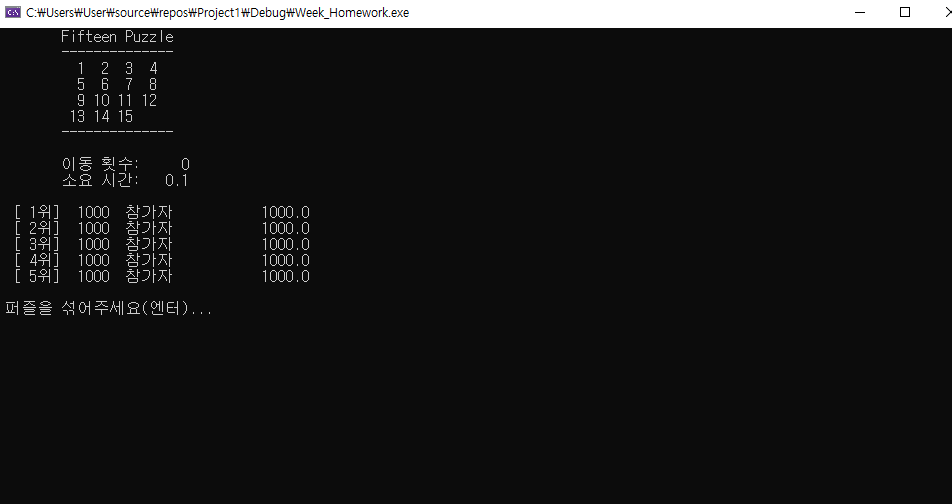 C:\Users\User\source\repos\Project1\Debug\Week_Homework.exe
Fifteen Puzzle
--------------
1 2 3 4
5 6 7 8
9 10 11 12
13 14 15
--------------
이동 횟수: 0
소요 시간: 0.1
[ 1위] 1000 참가자 1000.0
[ 2위] 1000 참가자 1000.0
[ 3위] 1000 참가자 1000.0
[ 4위] 1000 참가자 1000.0
[ 5위] 1000 참가자 1000.0
퍼즐을 섞어주세요(엔터)...